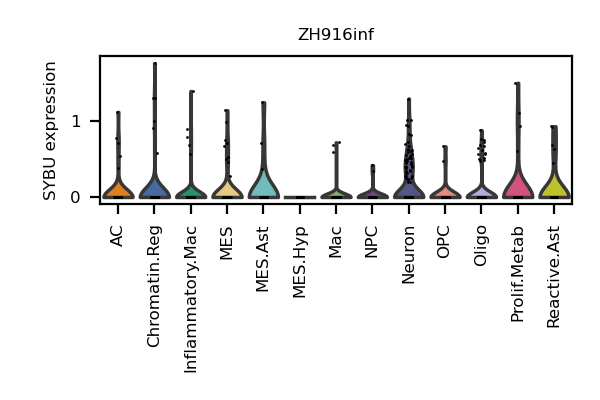 ZH916inf
SYBU expression
1
0
AC
Chromatin.Reg
Inflammatory.Mac
MES
MES.Ast
MES.Hyp
Mac
NPC
Neuron
OPC
Oligo
Prolif.Metab
Reactive.Ast